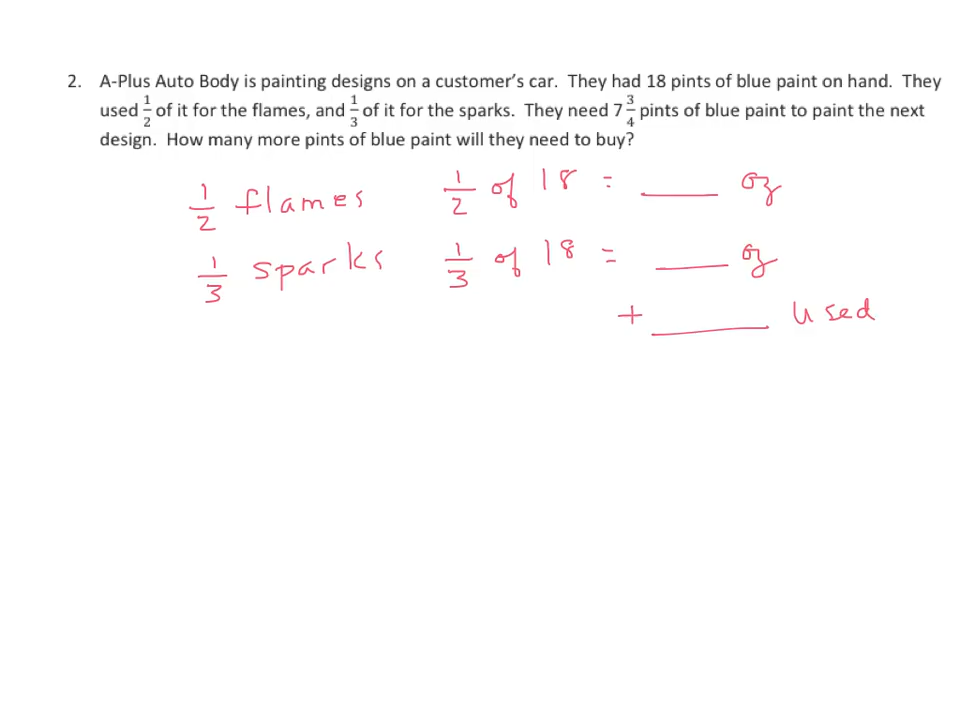 2. A-Plus Auto Body is painting designs on a customer's car. They had 18 pints of blue paint on hand. They
used 1/2 of it for the flames, and 1/3 of it for the sparks. They need 7 3/4 pints of blue paint to paint the next
design. How many more pints of blue paint will they need to buy?
1/2 flames 1/2 of 18 = ____ oz
1/3 sparks 1/3 of 18 = ____ oz
+ ______ used